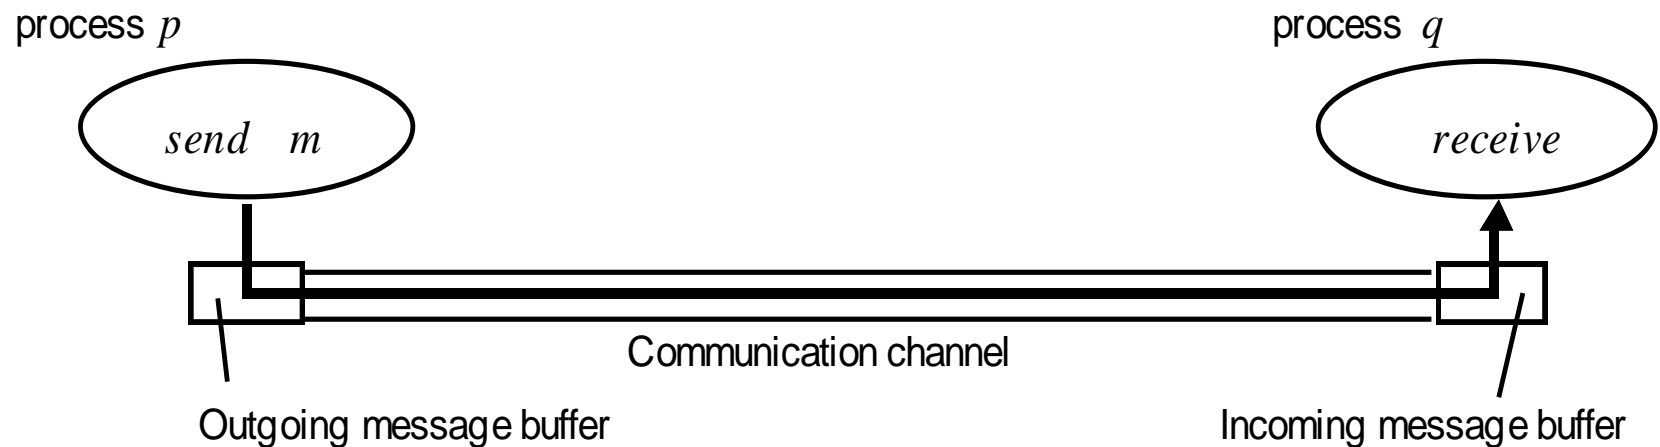 process p
process q
send m
receive
Communication channel
Outgoing message buffer
Incoming message buffer